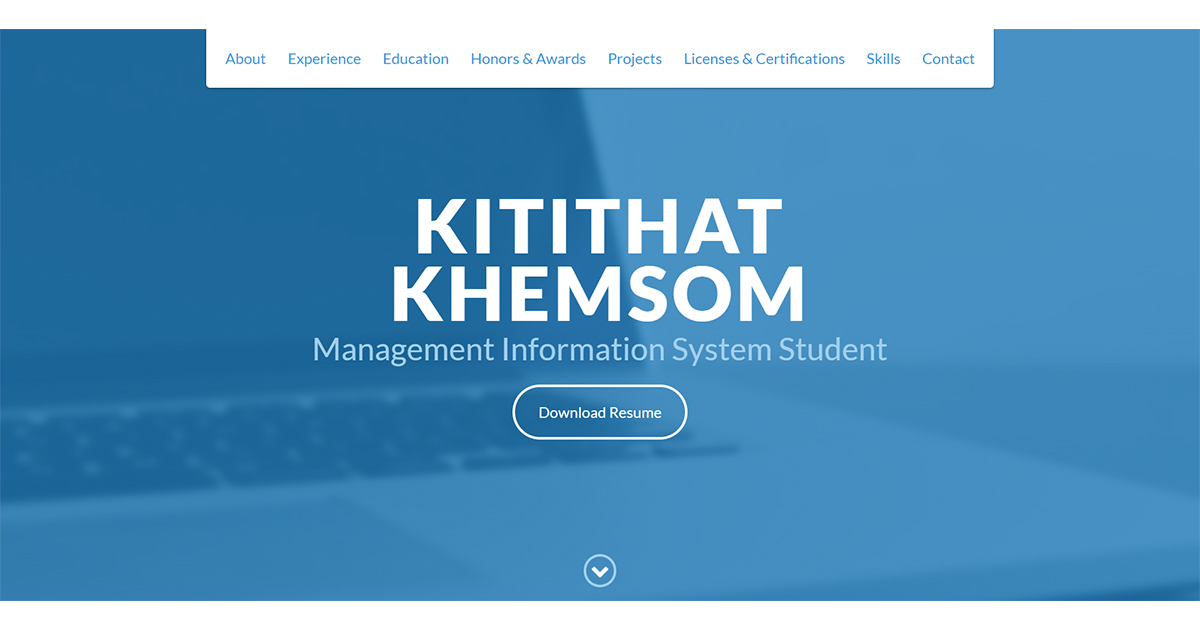 About Experience Education Honors & Awards Projects Licenses & Certifications Skills Contact
KITITHAT
KHEMSOM
Management Information System Student
Download Resume